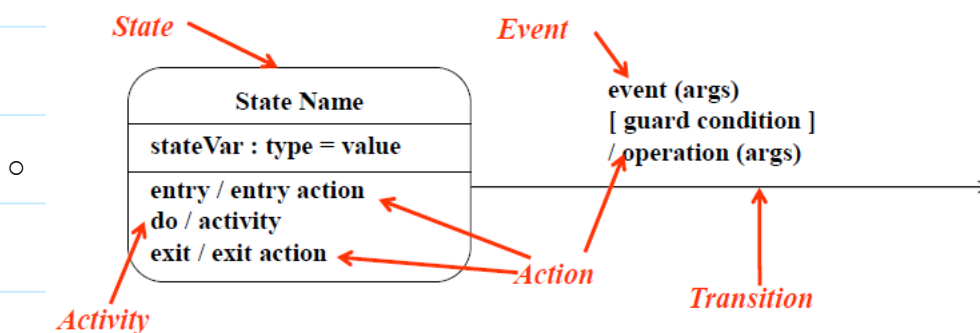 State
Event
State Name
stateVar : type = value
entry / entry action
do / activity
exit / exit action
event (args)
[ guard condition ]
/ operation (args)
Action
Transition
Activity